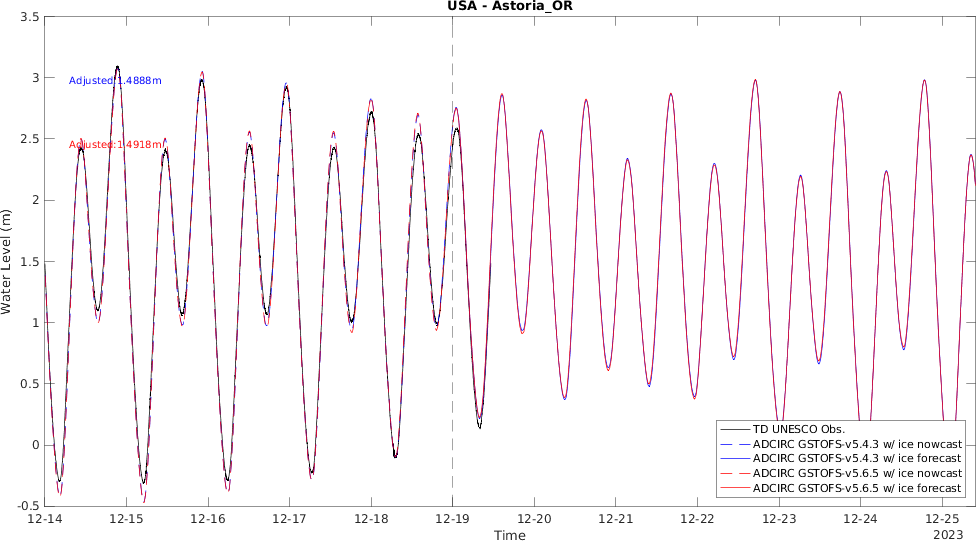 USA - Astoria_OR
3.5
3
2.5
2
1.5
1
0.5
0
-0.5
Water Level (m)
Adjusted:1.4888m
Adjusted:1.4918m
TD UNESCO Obs.
ADCIRC GSTOFS-v5.4.3 w/ ice nowcast
ADCIRC GSTOFS-v5.4.3 w/ ice forecast
ADCIRC GSTOFS-v5.6.5 w/ ice nowcast
ADCIRC GSTOFS-v5.6.5 w/ ice forecast
12-14 12-15 12-16 12-17 12-18 12-19 12-20 12-21 12-22 12-23 12-24 12-25
Time
2023